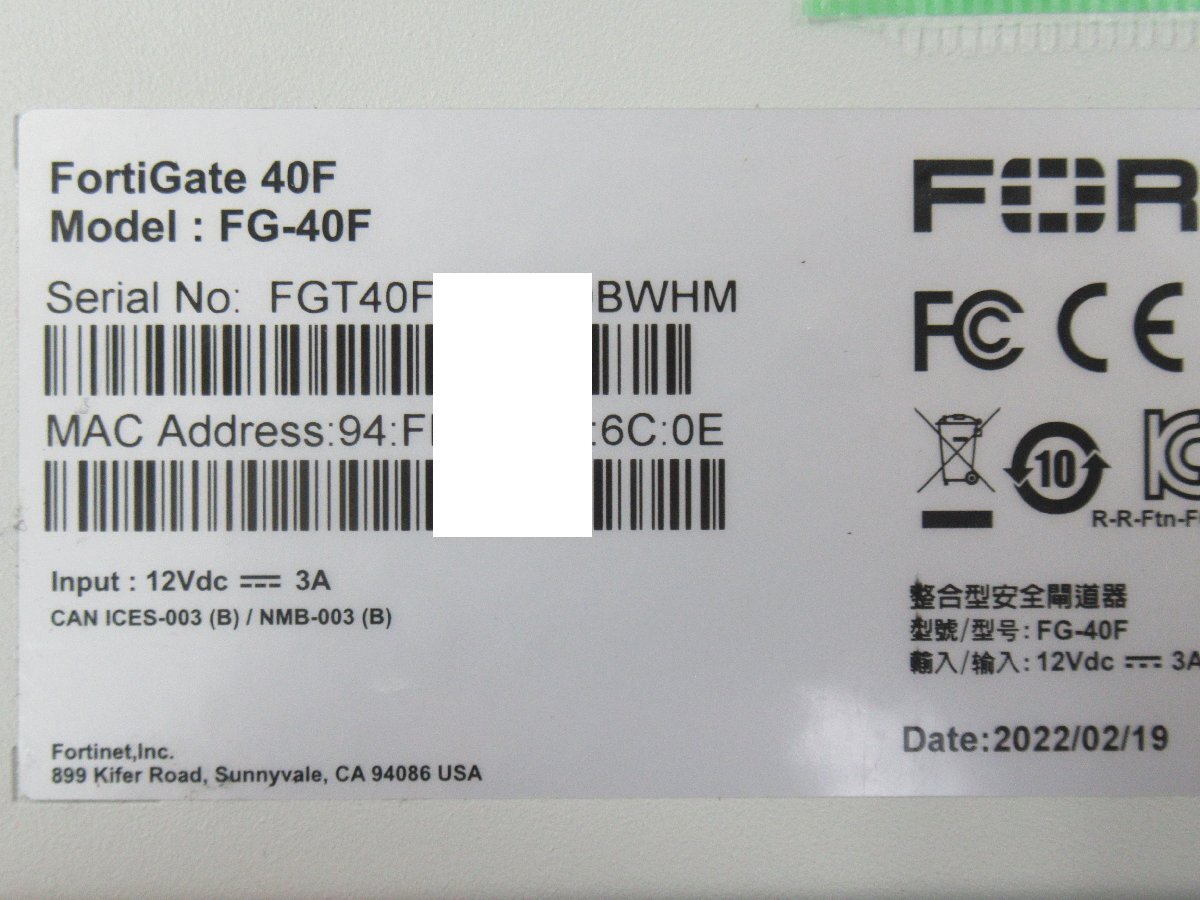 FortiGate 40F
Model : FG-40F
Serial No: FGT40F BWHM
MAC Address:94:F :6C:0E
Input : 12Vdc 3A
CAN ICES-003 (B) / NMB-003 (B)
Fortinet,Inc.
899 Kifer Road, Sunnyvale, CA 94086 USA
FOR
FC CE
10
R-R-Ftn-F
整合型安全閘道器
型號/型号: FG-40F
輸入/输入: 12Vdc 3A
Date:2022/02/19